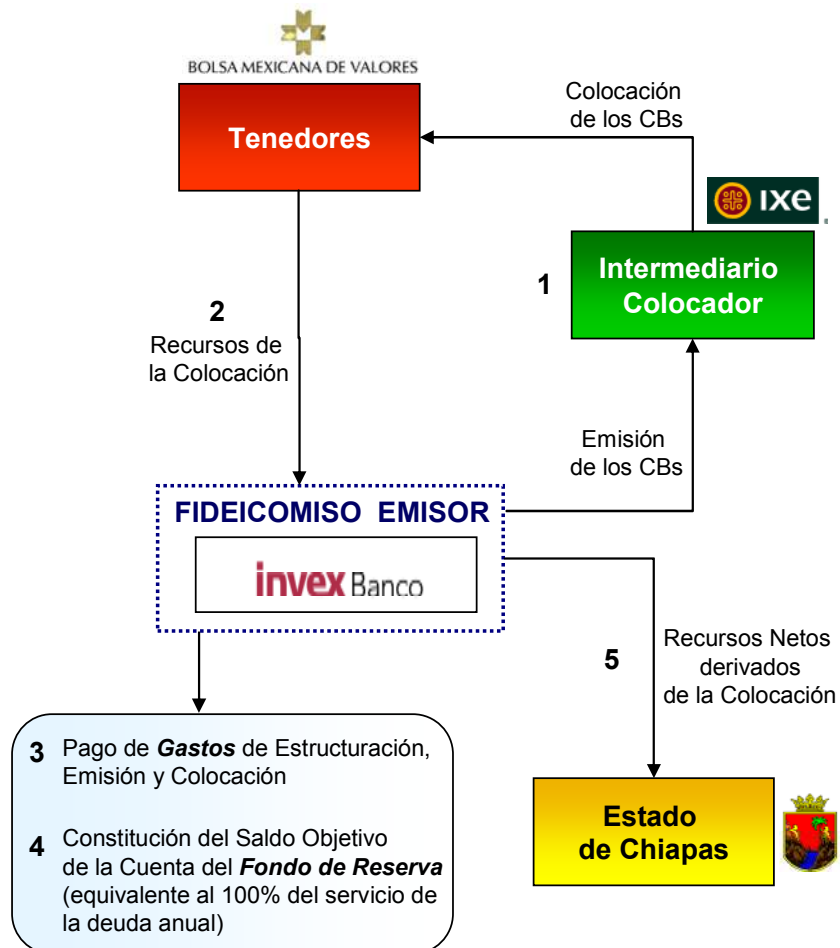 BOLSA MEXICANA DE VALORES
Tenedores
Colocación
de los CBs
ixe
1
Intermediario
Colocador
2
Recursos de
la Colocación
Emisión
de los CBs
FIDEICOMISO EMISOR
invex Banco
5
Recursos Netos
derivados
de la Colocación
3 Pago de Gastos de Estructuración,
Emisión y Colocación
4 Constitución del Saldo Objetivo
de la Cuenta del Fondo de Reserva
(equivalente al 100% del servicio de
la deuda anual)
Estado
de Chiapas